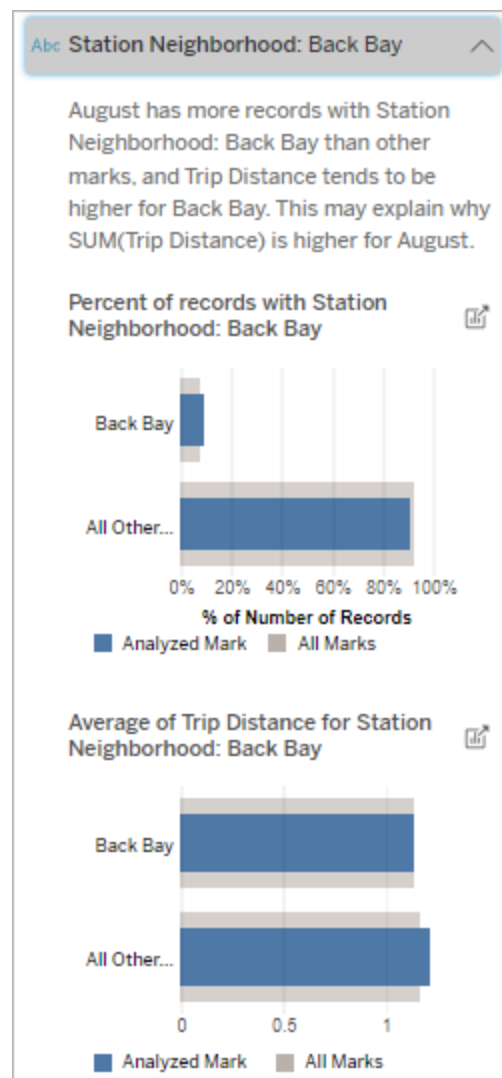 Abc Station Neighborhood: Back Bay
August has more records with Station
Neighborhood: Back Bay than other
marks, and Trip Distance tends to be
higher for Back Bay. This may explain why
SUM(Trip Distance) is higher for August.
Percent of records with Station
Neighborhood: Back Bay
Back Bay
All Other...
0% 20% 40% 60% 80% 100%
% of Number of Records
Analyzed Mark All Marks
Average of Trip Distance for Station
Neighborhood: Back Bay
Back Bay
All Other...
0 0.5 1
Analyzed Mark All Marks